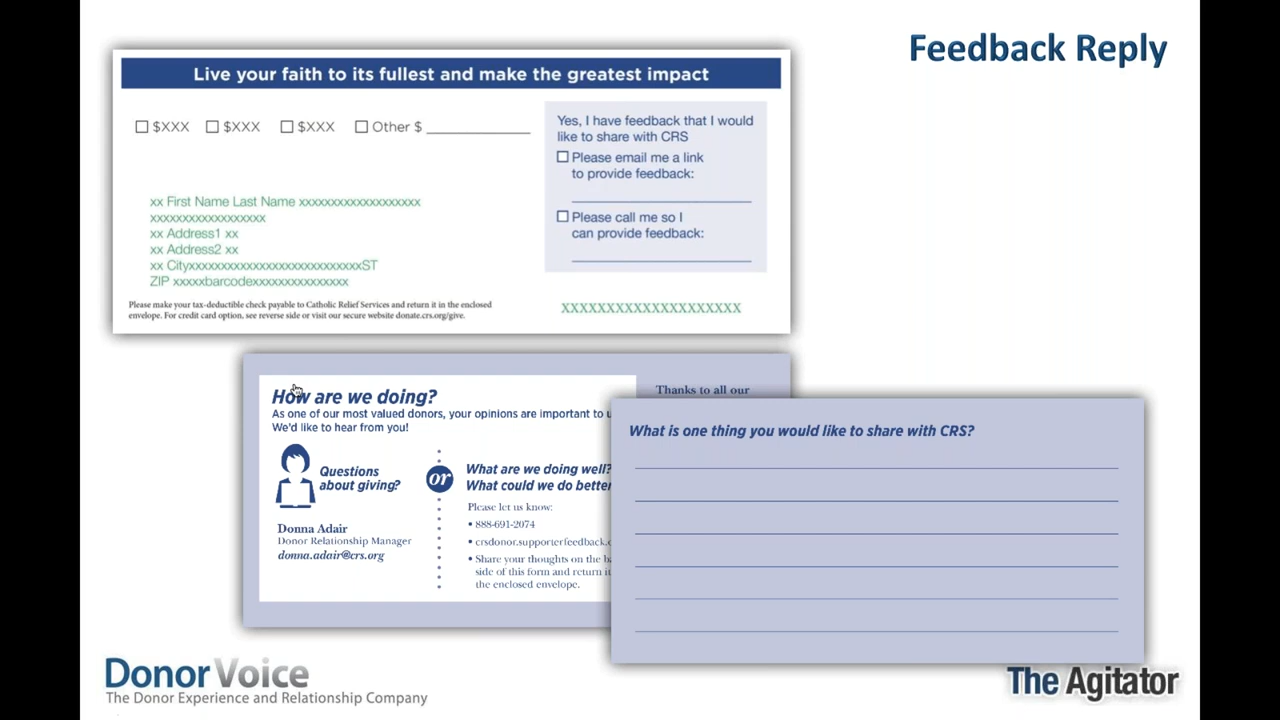 Feedback Reply
Live your faith to its fullest and make the greatest impact
$XXX $XXX $XXX Other $
Yes, I have feedback that I would
like to share with CRS
Please email me a link
to provide feedback:
Please call me so I
can provide feedback:
xx First Name Last Name xxxxxxxxxxxxxxxxxxx
xxxxxxxxxxxxxxxxxx
xx Address1 xx
xx Address2 xx
xx CityxxxxxxxxxxxxxxxxxxxxxxxxxxxST
ZIP xxxxxbarcodexxxxxxxxxxxxxxx
Please make your tax-deductible check payable to Catholic Relief Services and return it in the enclosed
envelope. For credit card option, see reverse side or visit our secure website donate.crs.org/give.
XXXXXXXXXXXXXXXXXXXX
How are we doing?
As one of our most valued donors, your opinions are important to
We'd like to hear from you!
Questions
about giving?
Donna Adair
Donor Relationship Manager
donna.adair@crs.org
or
What are we doing well?
What could we do better
Please let us know:
• 888-691-2074
• crsdonor.supporterfeedback.
• Share your thoughts on the
side of this form and return
the enclosed envelope.
Thanks to all our
What is one thing you would like to share with CRS?
DonorVoice
The Donor Experience and Relationship Company
The Agitator